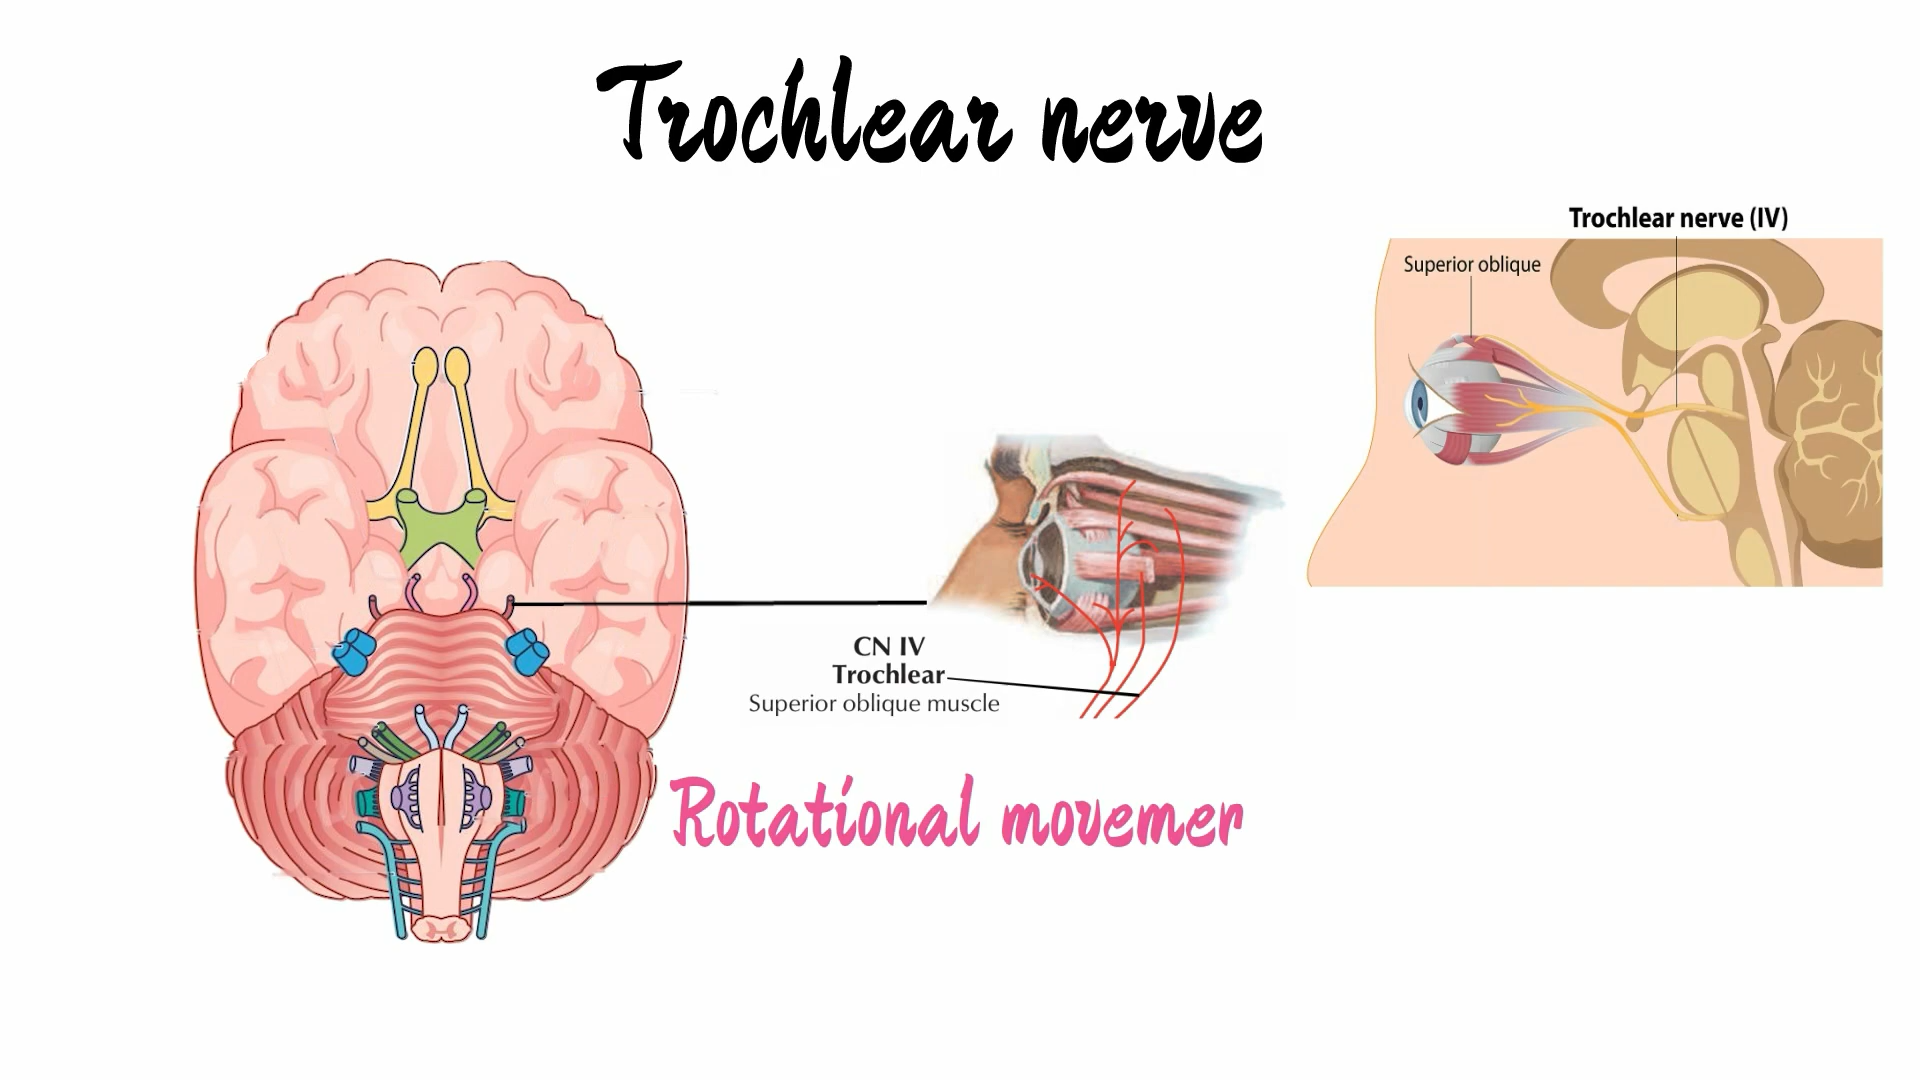 Trochlear nerve
Trochlear nerve (IV)
Superior oblique
CN IV
Trochlear
Superior oblique muscle
Rotational movemer